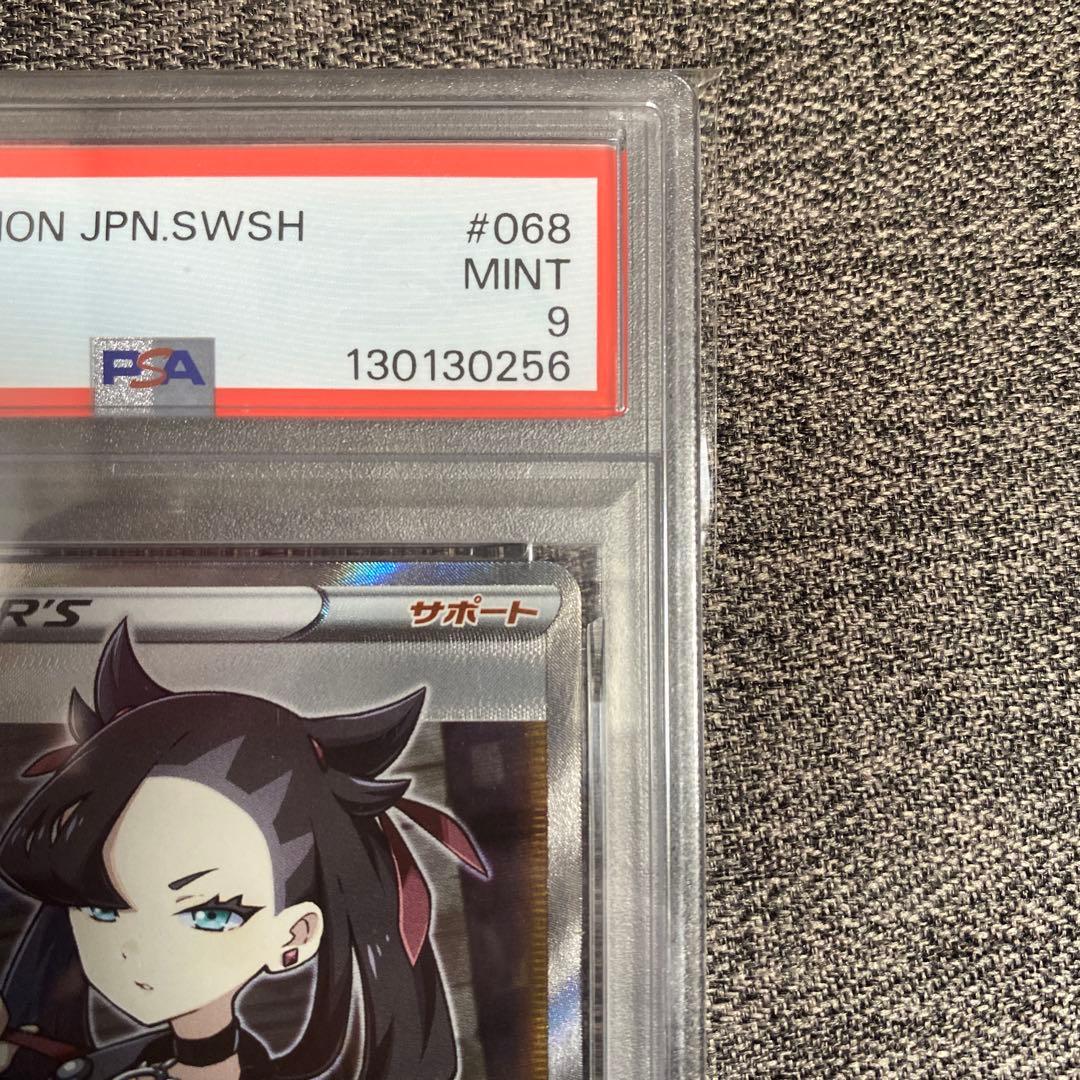 ION JPN.SWSH #068
MINT
9
PSA 130130256
R'S サポート